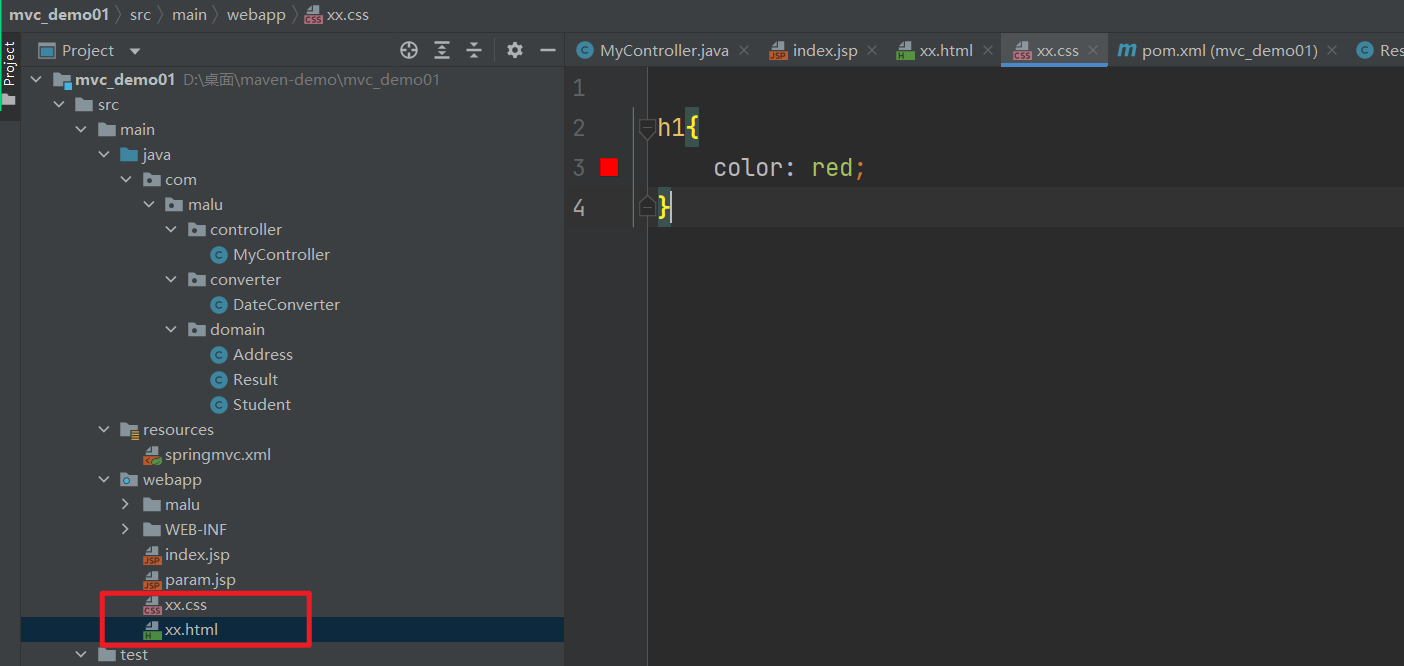 mvc_demo01 〉 src 〉 main 〉 webapp 〉 xx.css
Project
Project
MyController.java index.jsp xx.html xx.css pom.xml (mvc_demo01) Res
mvc_demo01 D:\桌面\maven-demo\mvc_demo01
src
main
java
com
malu
controller
MyController
converter
DateConverter
domain
Address
Result
Student
resources
springmvc.xml
webapp
malu
WEB-INF
index.jsp
param.jsp
xx.css
xx.html
test
1
2 h1{
3 color: red;
4 }